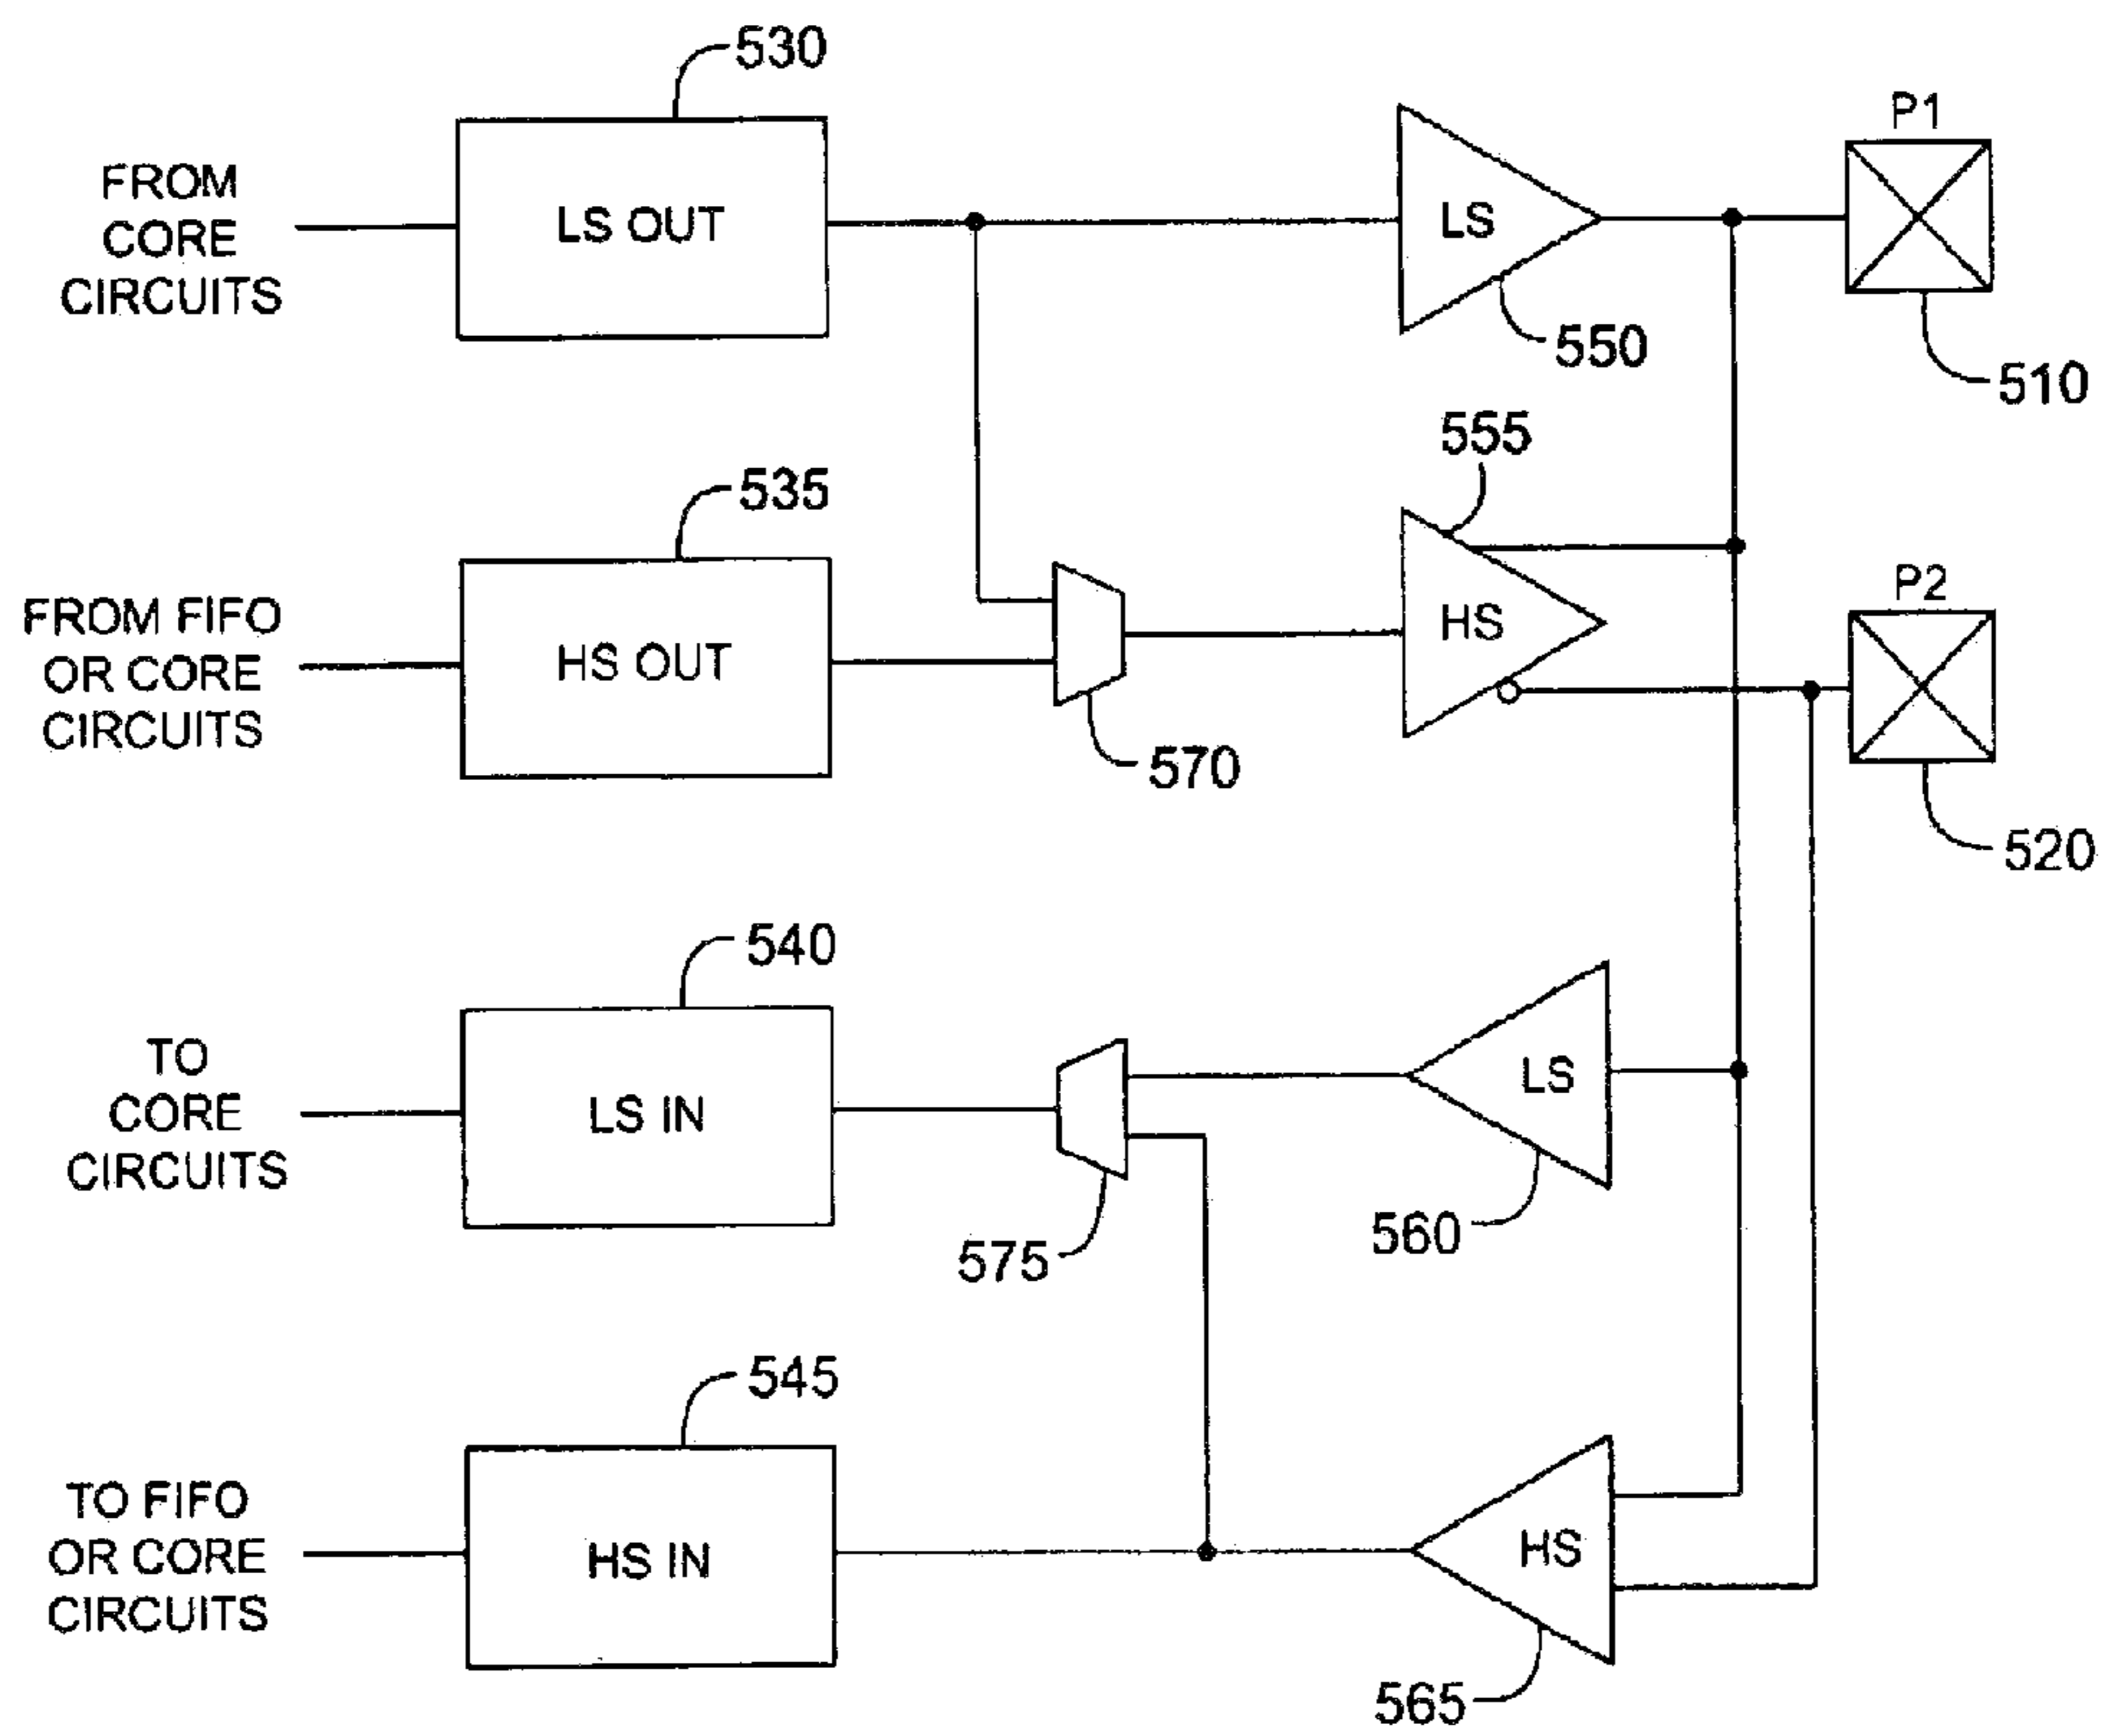 530
P1
FROM
CORE
CIRCUITS
LS OUT
LS
550
510
555
535
P2
FROM FIFO
OR CORE
CIRCUITS
HS OUT
HS
570
520
540
TO
CORE
CIRCUITS
LS IN
LS
575
560
545
TO FIFO
OR CORE
CIRCUITS
HS IN
HS
565